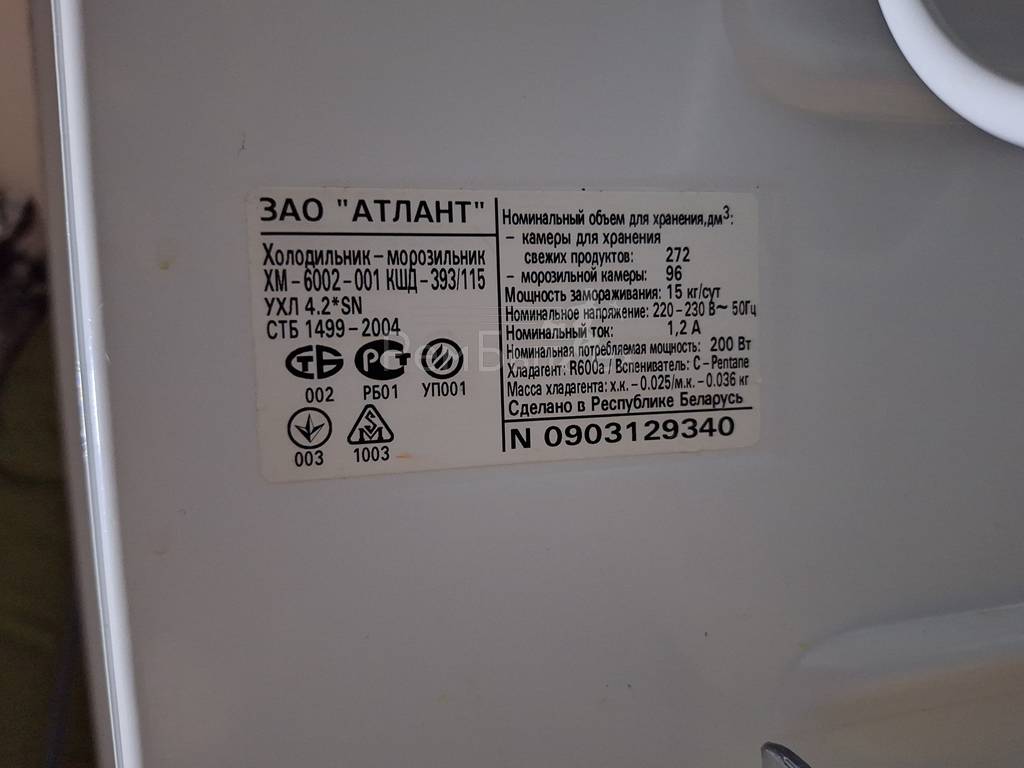 ЗАО "АТЛАНТ"
Холодильник – морозильник
ХМ – 6002 – 001 КШД – 393/115
УХЛ 4.2*SN
СТБ 1499 – 2004
002 РБ01 УП001
003 1003
Номинальный объем для хранения, дм³:
– камеры для хранения
свежих продуктов: 272
– морозильной камеры: 96
Мощность замораживания: 15 кг/сут
Номинальное напряжение: 220 – 230 В ~ 50Гц
Номинальный ток: 1,2 А
Номинальная потребляемая мощность: 200 Вт
Хладагент: R600a / Вспениватель: C – Pentane
Масса хладагента: х.к. – 0.025/м.к. – 0.036 кг
Сделано в Республике Беларусь
N 0903129340